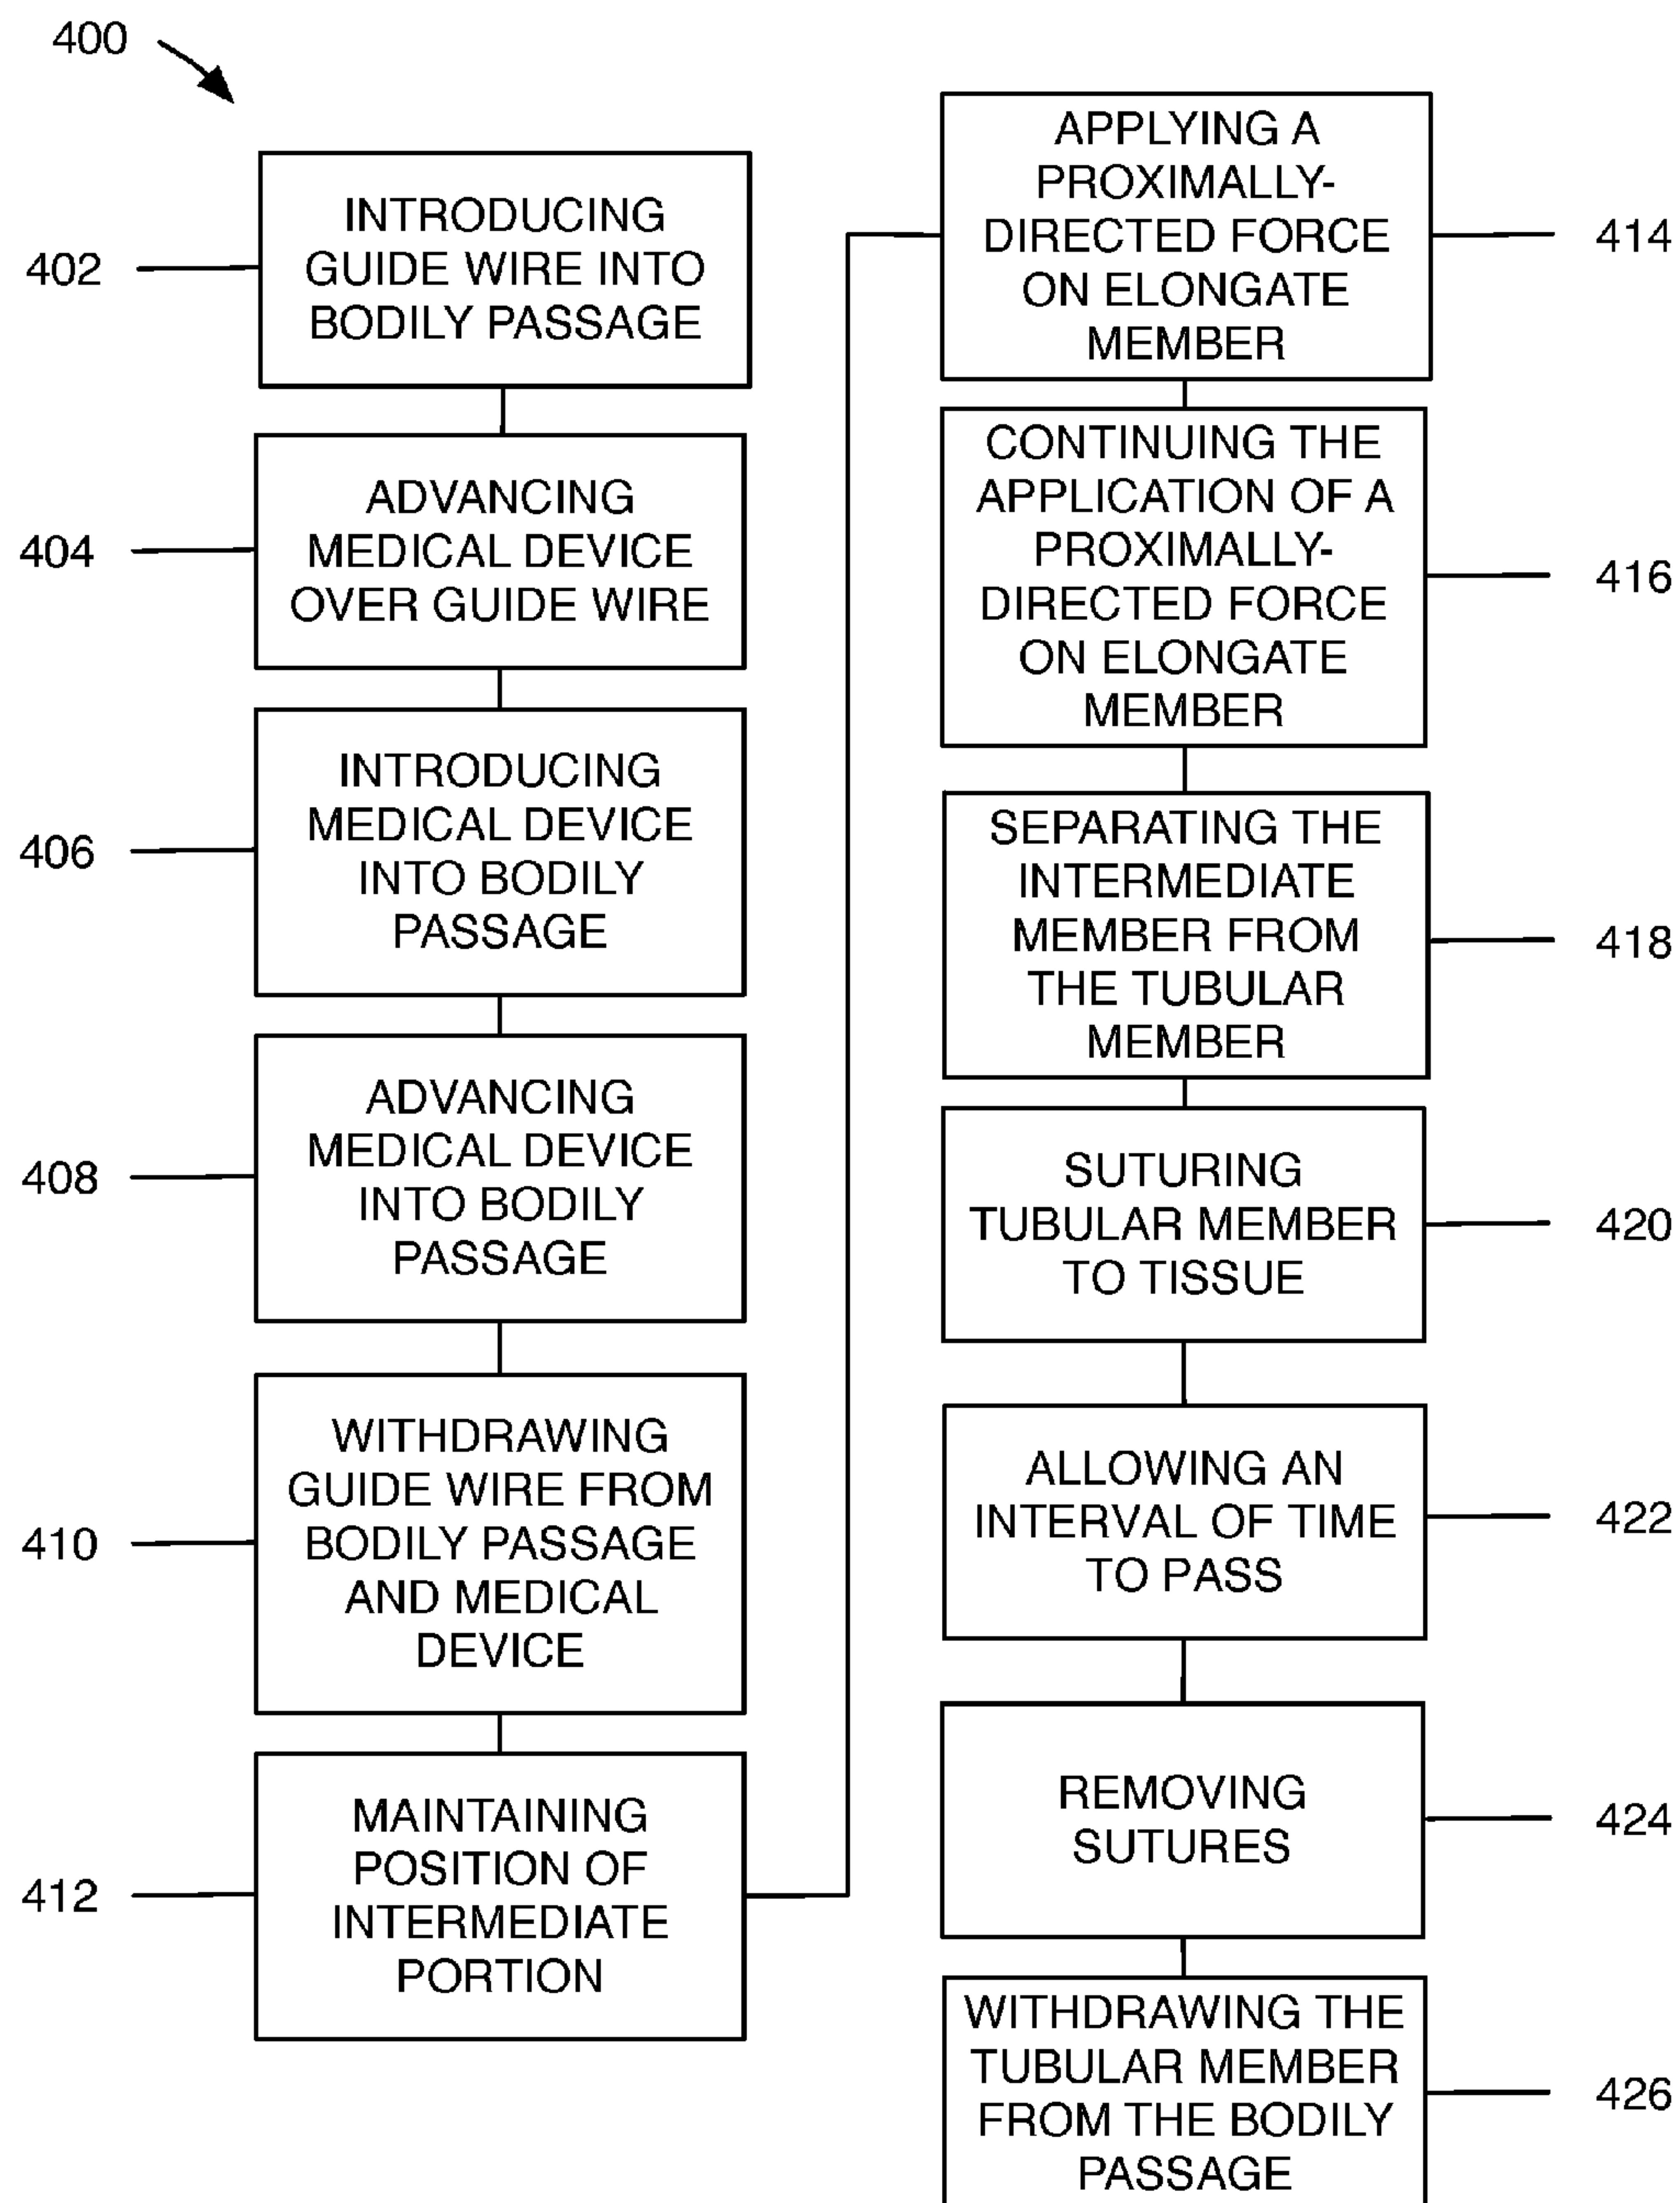 400
402
INTRODUCING
GUIDE WIRE INTO
BODILY PASSAGE
404
ADVANCING
MEDICAL DEVICE
OVER GUIDE WIRE
406
INTRODUCING
MEDICAL DEVICE
INTO BODILY
PASSAGE
408
ADVANCING
MEDICAL DEVICE
INTO BODILY
PASSAGE
410
WITHDRAWING
GUIDE WIRE FROM
BODILY PASSAGE
AND MEDICAL
DEVICE
412
MAINTAINING
POSITION OF
INTERMEDIATE
PORTION
APPLYING A
PROXIMALLY-
DIRECTED FORCE
ON ELONGATE
MEMBER
414
CONTINUING THE
APPLICATION OF A
PROXIMALLY-
DIRECTED FORCE
ON ELONGATE
MEMBER
416
SEPARATING THE
INTERMEDIATE
MEMBER FROM
THE TUBULAR
MEMBER
418
SUTURING
TUBULAR MEMBER
TO TISSUE
420
ALLOWING AN
INTERVAL OF TIME
TO PASS
422
REMOVING
SUTURES
424
WITHDRAWING THE
TUBULAR MEMBER
FROM THE BODILY
PASSAGE
426